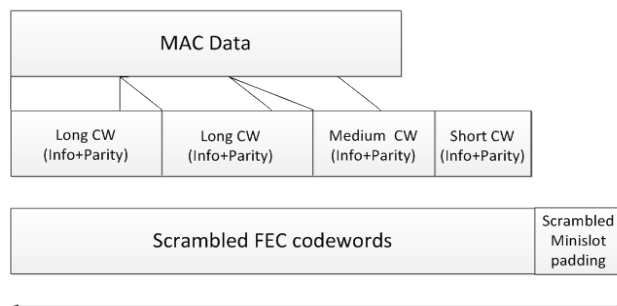 MAC Data
Long CW
(Info+Parity)
Long CW
(Info+Parity)
Medium CW
(Info+Parity)
Short CW
(Info+Parity)
Scrambled FEC codewords
Scrambled
Minislot
padding